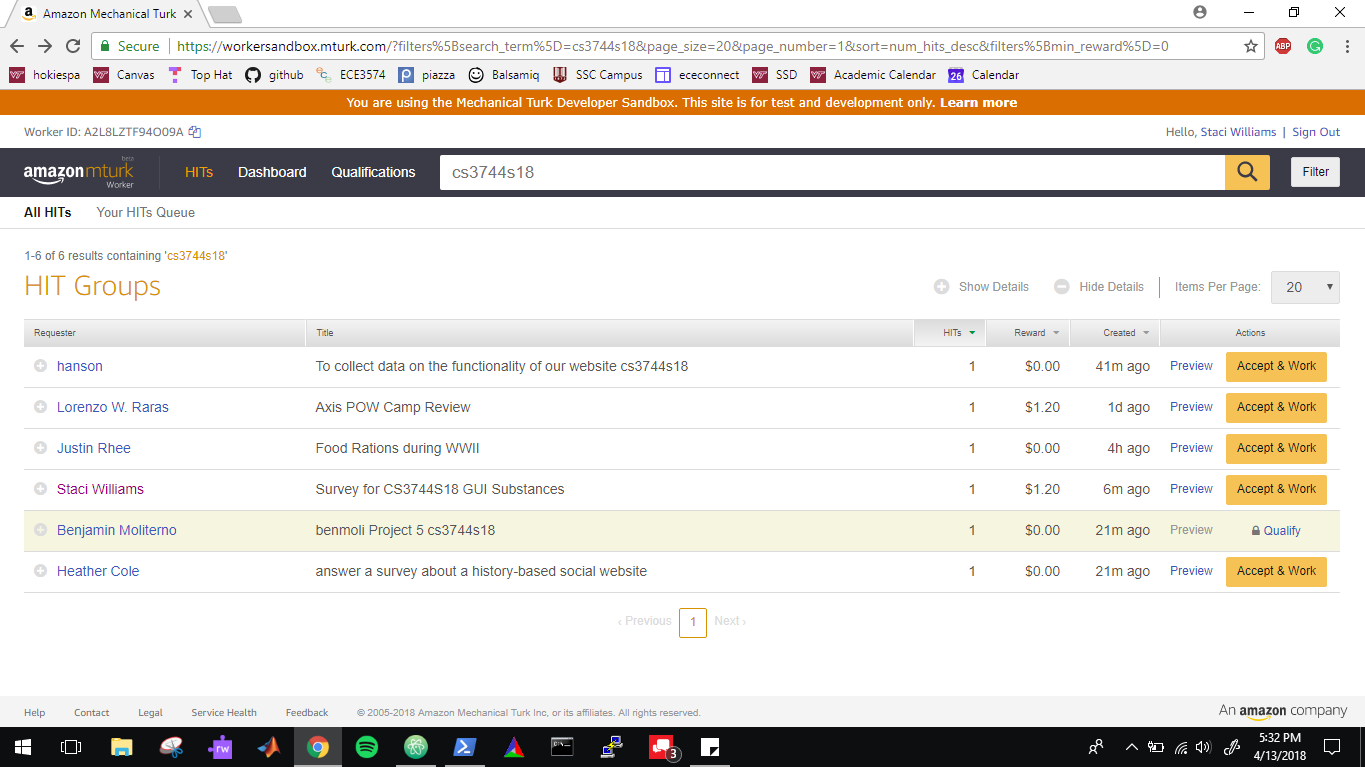 Amazon Mechanical Turk
Secure https://workersandbox.mturk.com/?filters%5Bsearch_term%5D=cs3744s18&page_size=20&page_number=1&sort=num_hits_desc&filters%5Bmin_reward%5D=0
ABP
hokiespa Canvas Top Hat github ECE3574 piazza Balsamiq SSC Campus ececonnect SSD Academic Calendar 26 Calendar
You are using the Mechanical Turk Developer Sandbox. This site is for test and development only. Learn more
Worker ID: A2L8LZTF94O09A Hello, Staci Williams | Sign Out
beta
amazonmturk HITs Dashboard Qualifications cs3744s18 Filter
Worker
All HITs Your HITs Queue
1-6 of 6 results containing 'cs3744s18'
HIT Groups Show Details Hide Details Items Per Page: 20
Requester Title HITs Reward Created Actions
hanson To collect data on the functionality of our website cs3744s18 1 $0.00 41m ago Preview Accept & Work
Lorenzo W. Raras Axis POW Camp Review 1 $1.20 1d ago Preview Accept & Work
Justin Rhee Food Rations during WWII 1 $0.00 4h ago Preview Accept & Work
Staci Williams Survey for CS3744S18 GUI Substances 1 $1.20 6m ago Preview Accept & Work
Benjamin Moliterno benmoli Project 5 cs3744s18 1 $0.00 21m ago Preview Qualify
Heather Cole answer a survey about a history-based social website 1 $0.00 21m ago Preview Accept & Work
‹ Previous 1 Next ›
Help Contact Legal Service Health Feedback © 2005-2018 Amazon Mechanical Turk Inc, or its affiliates. All rights reserved. An amazon company
rw 3 5:32 PM
4/13/2018